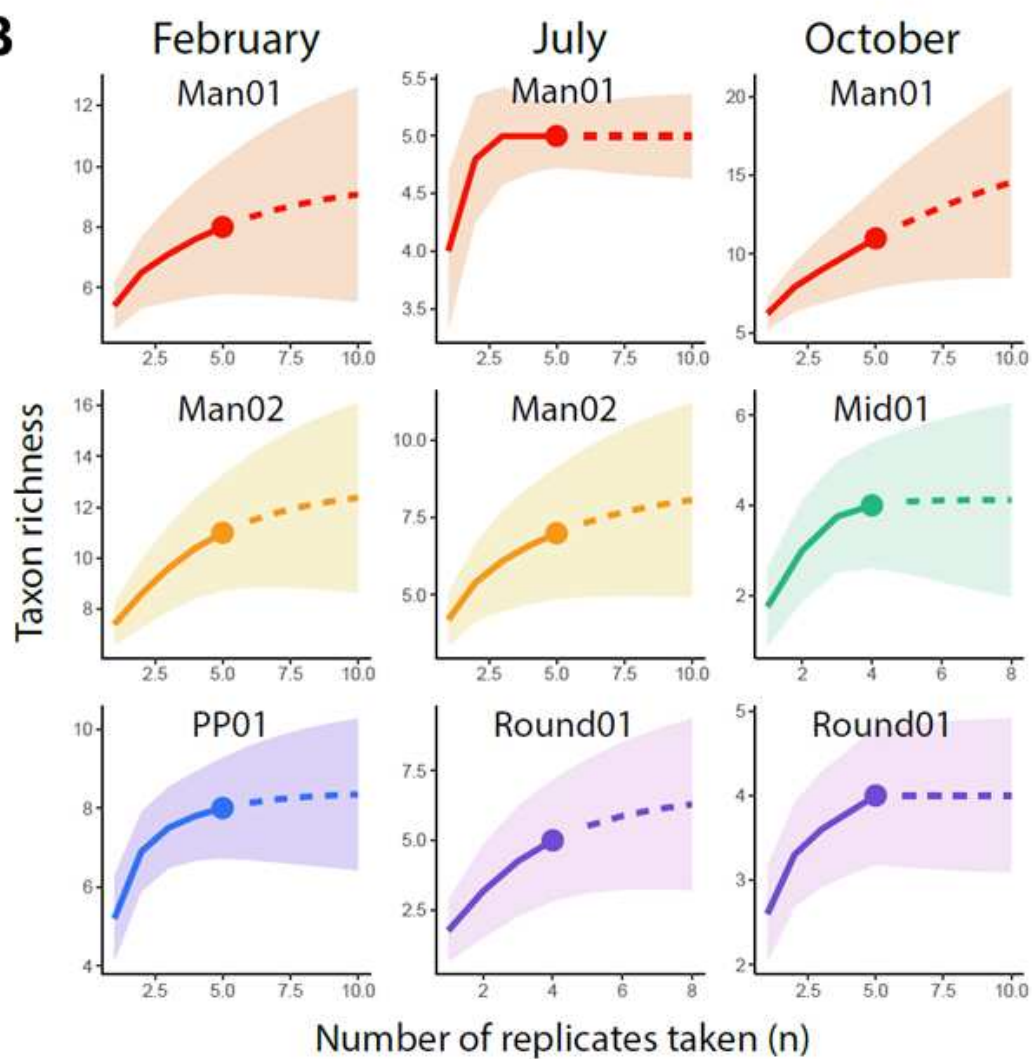 B
February July October
Man01 Man01 Man01
12
10
8
6
2.5 5.0 7.5 10.0
5.5
5.0
4.5
4.0
3.5
2.5 5.0 7.5 10.0
20
15
10
5
2.5 5.0 7.5 10.0
Taxon richness
Man02 Man02 Mid01
16
14
12
10
8
2.5 5.0 7.5 10.0
10.0
7.5
5.0
2.5 5.0 7.5 10.0
6
4
2
2 4 6 8
PP01 Round01 Round01
10
8
6
4
2.5 5.0 7.5 10.0
7.5
5.0
2.5
2 4 6 8
5
4
3
2
2.5 5.0 7.5 10.0
Number of replicates taken (n)